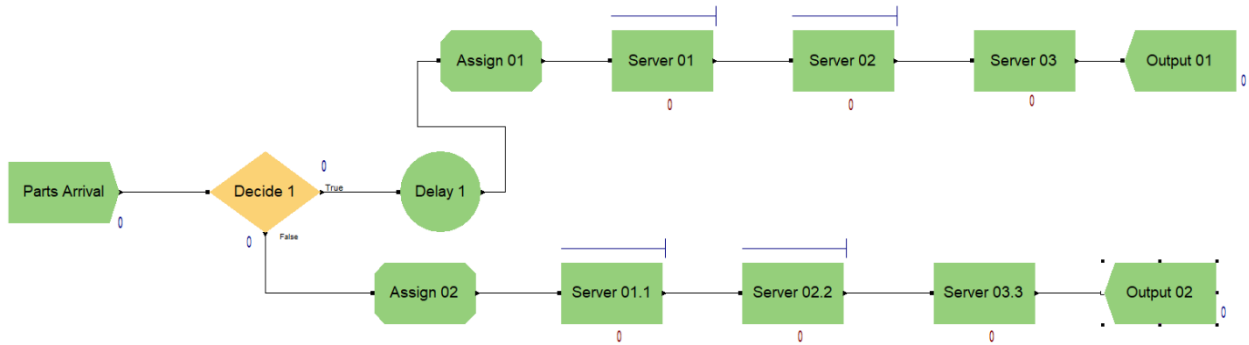 Assign 01
Server 01
Server 02
Server 03
Output 01
0
0
0
0
Parts Arrival
0
Decide 1
0
True
Delay 1
0
False
Assign 02
Server 01.1
Server 02.2
Server 03.3
Output 02
0
0
0
0